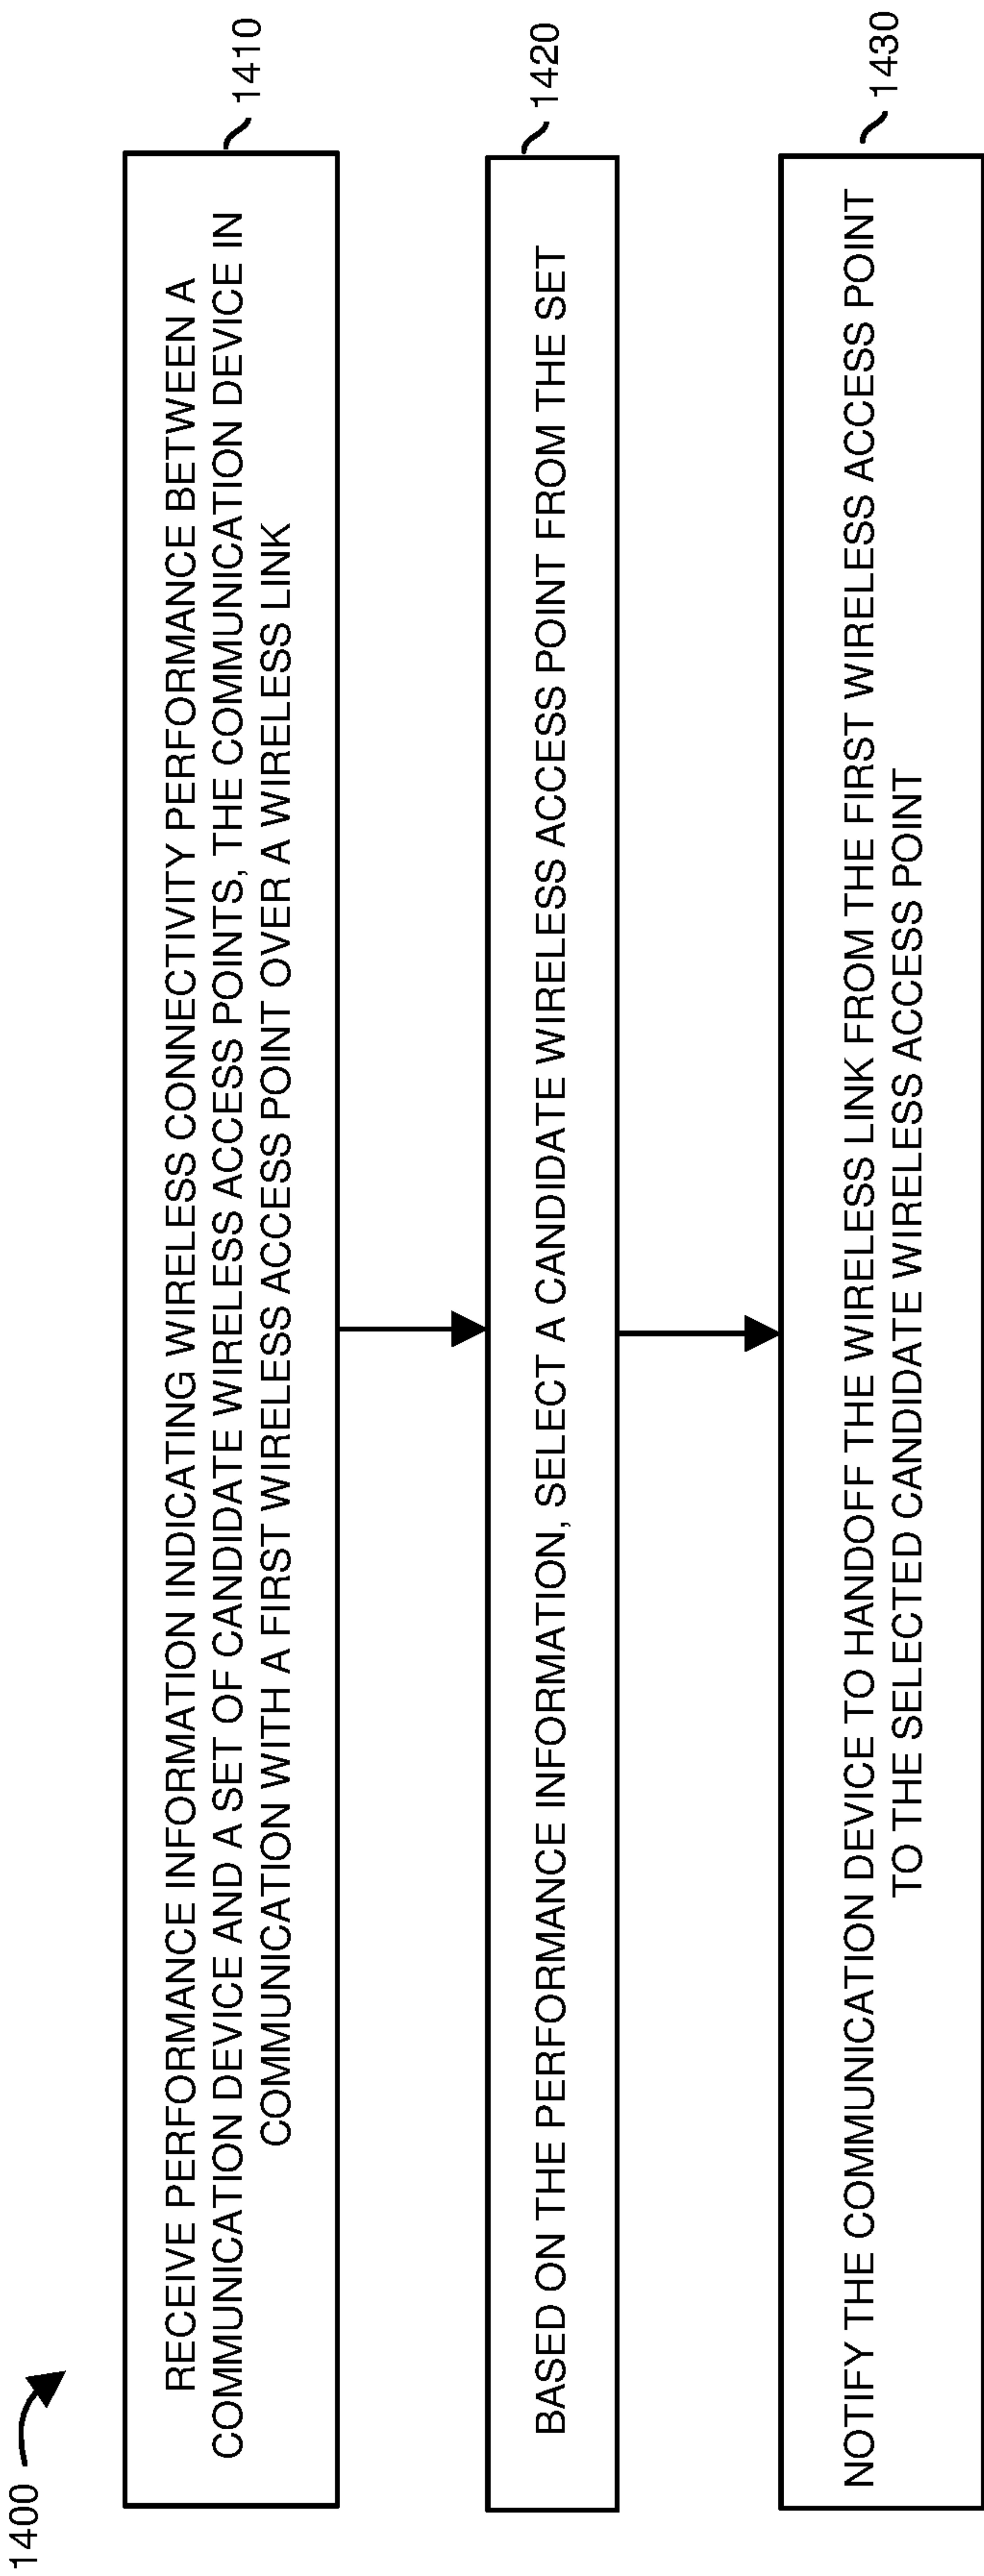 1400
RECEIVE PERFORMANCE INFORMATION INDICATING WIRELESS CONNECTIVITY PERFORMANCE BETWEEN A
COMMUNICATION DEVICE AND A SET OF CANDIDATE WIRELESS ACCESS POINTS, THE COMMUNICATION DEVICE IN
COMMUNICATION WITH A FIRST WIRELESS ACCESS POINT OVER A WIRELESS LINK
1410
BASED ON THE PERFORMANCE INFORMATION, SELECT A CANDIDATE WIRELESS ACCESS POINT FROM THE SET
1420
NOTIFY THE COMMUNICATION DEVICE TO HANDOFF THE WIRELESS LINK FROM THE FIRST WIRELESS ACCESS POINT
TO THE SELECTED CANDIDATE WIRELESS ACCESS POINT
1430